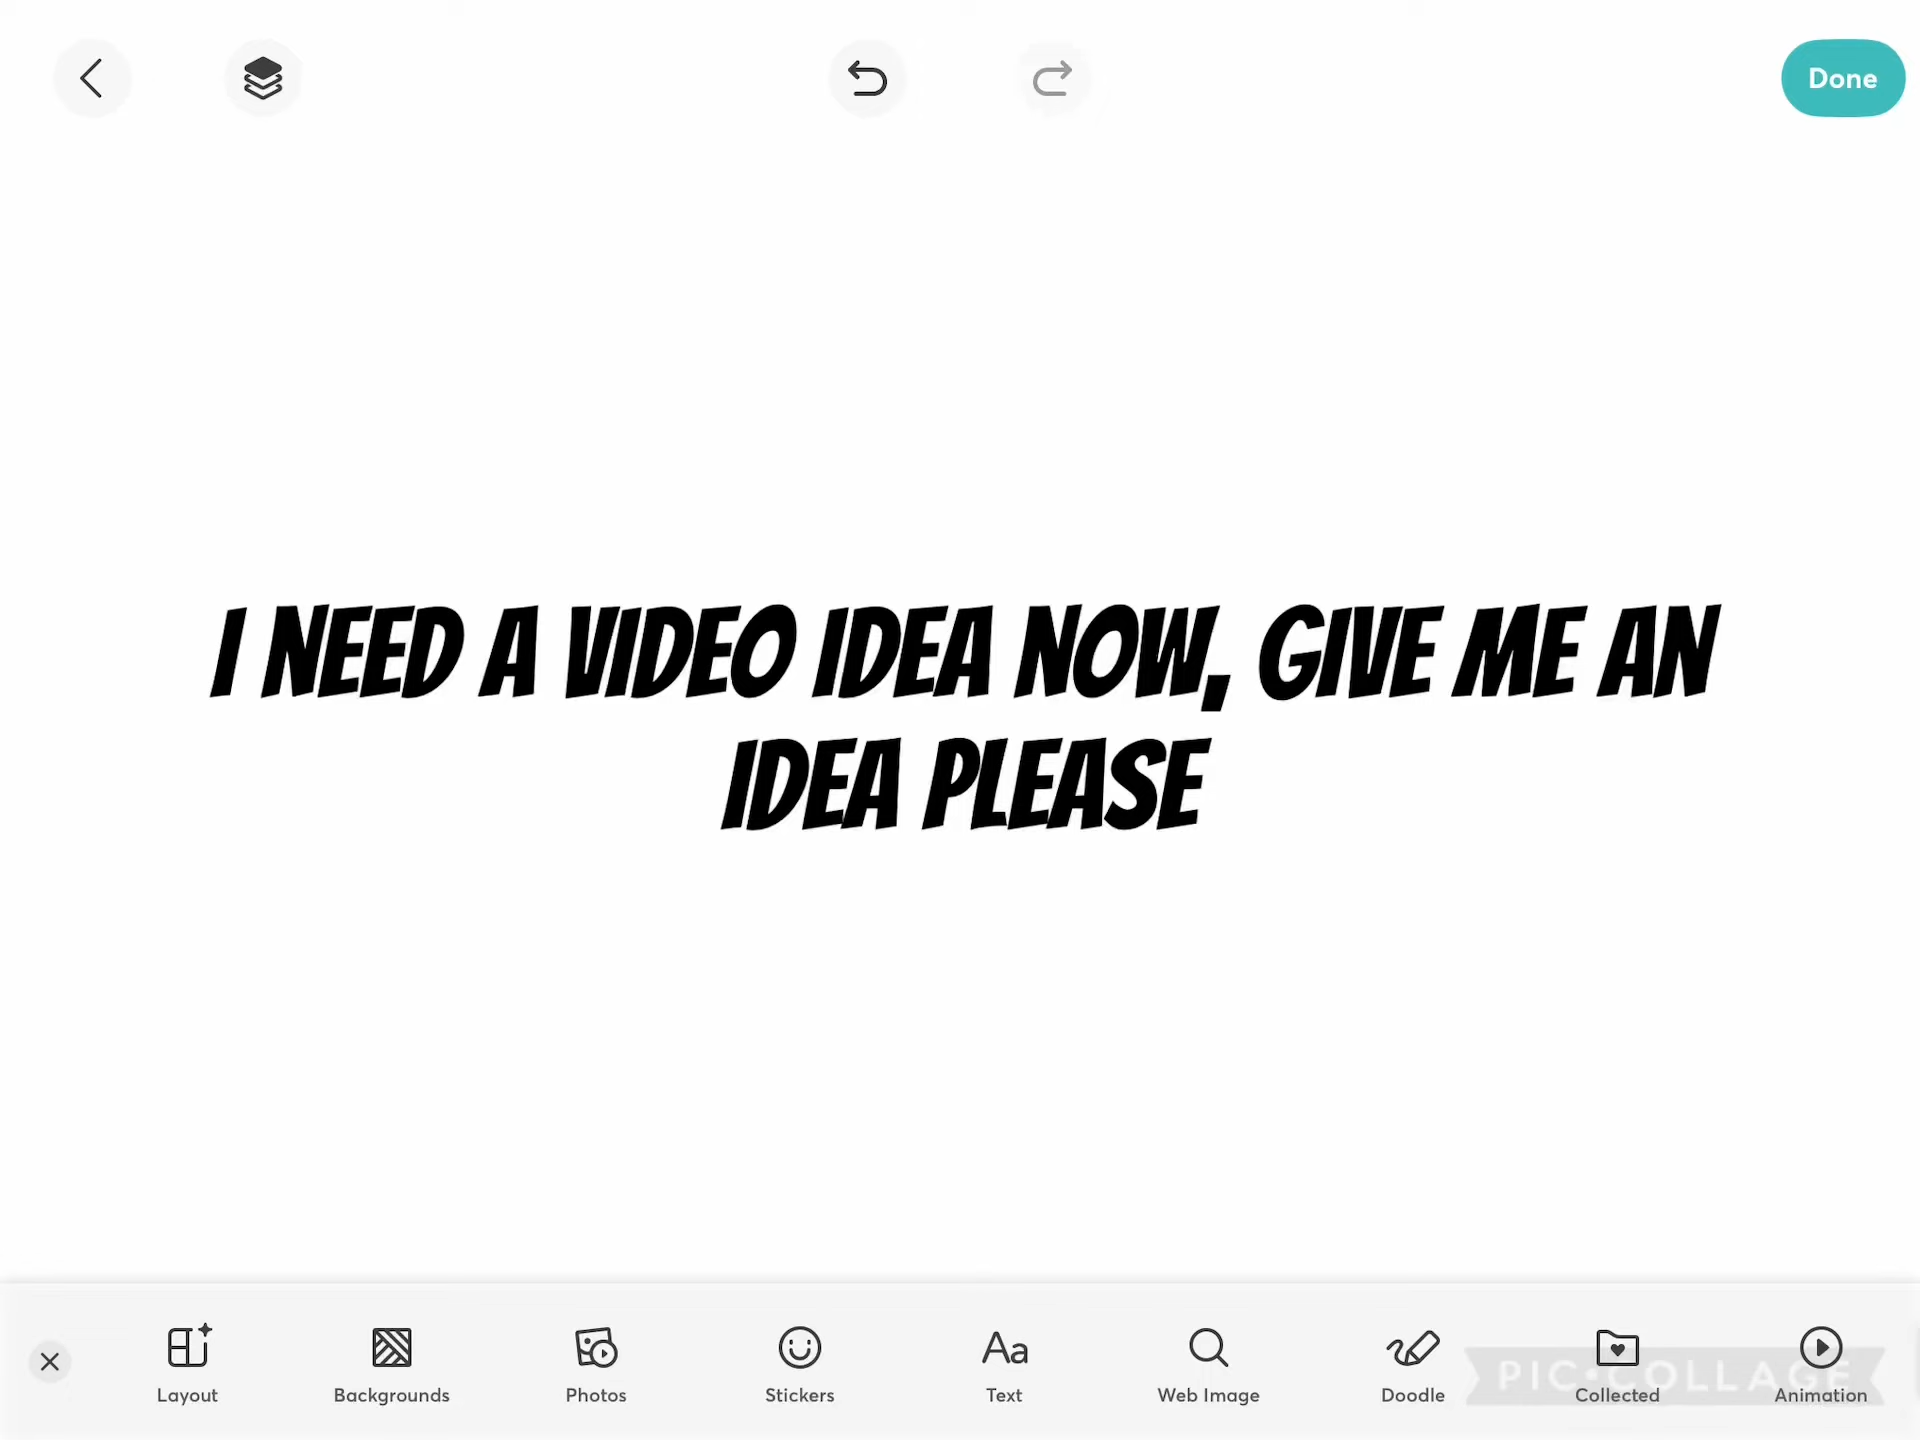 Done
I NEED A VIDEO IDEA NOW, GIVE ME AN
IDEA PLEASE
PIC•COLLAGE
Layout
Backgrounds
Photos
Stickers
Aa
Text
Web Image
Doodle
Collected
Animation